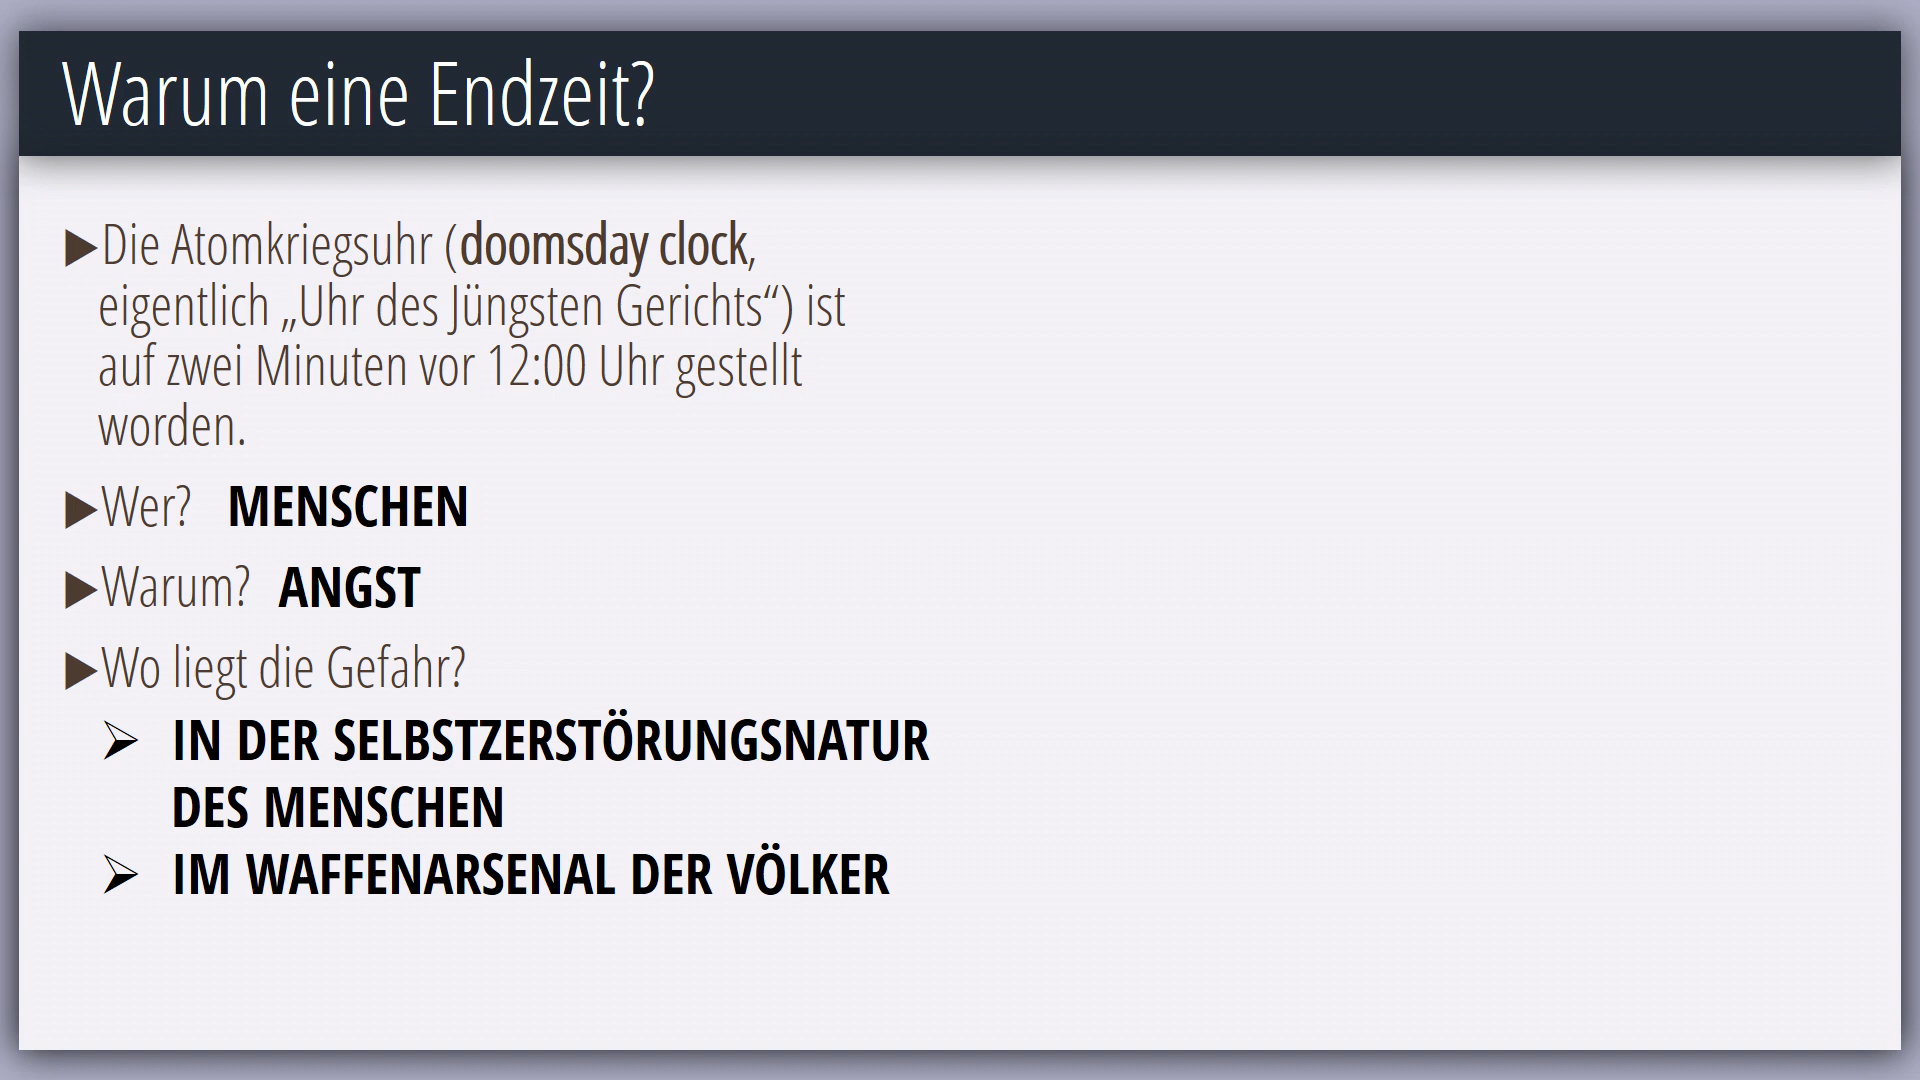 Warum eine Endzeit?
▶Die Atomkriegsuhr (doomsday clock,
eigentlich „Uhr des Jüngsten Gerichts“) ist
auf zwei Minuten vor 12:00 Uhr gestellt
worden.
▶Wer? MENSCHEN
▶Warum? ANGST
▶Wo liegt die Gefahr?
➢ IN DER SELBSTZERSTÖRUNGSNATUR
DES MENSCHEN
➢ IM WAFFENARSENAL DER VÖLKER